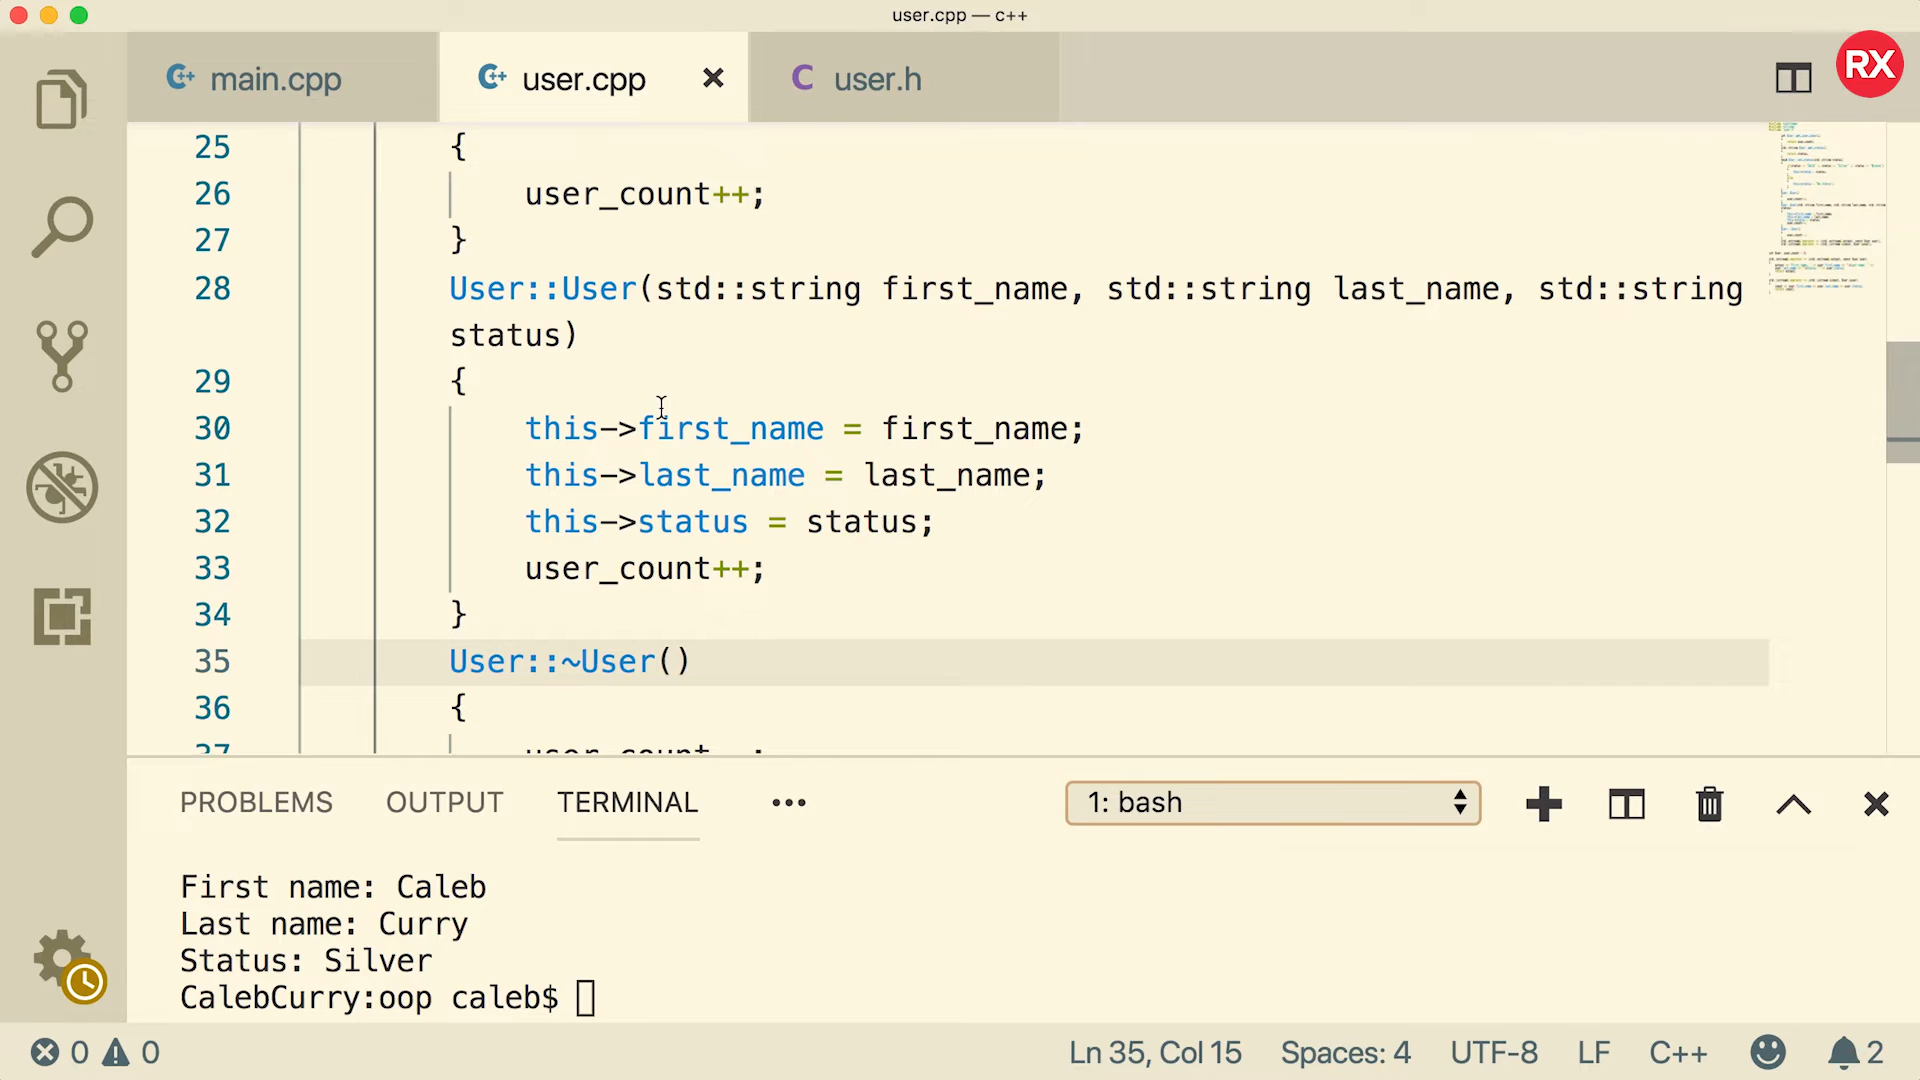 user.cpp — c++
main.cpp
user.cpp
C user.h
RX
25 {
26 user_count++;
27 }
28 User::User(std::string first_name, std::string last_name, std::string
status)
29 {
30 this->first_name = first_name;
31 this->last_name = last_name;
32 this->status = status;
33 user_count++;
34 }
35 User::~User()
36 {
37
PROBLEMS OUTPUT TERMINAL ••• 1: bash
First name: Caleb
Last name: Curry
Status: Silver
CalebCurry:oop caleb$
0 0 Ln 35, Col 15 Spaces: 4 UTF-8 LF C++ 2